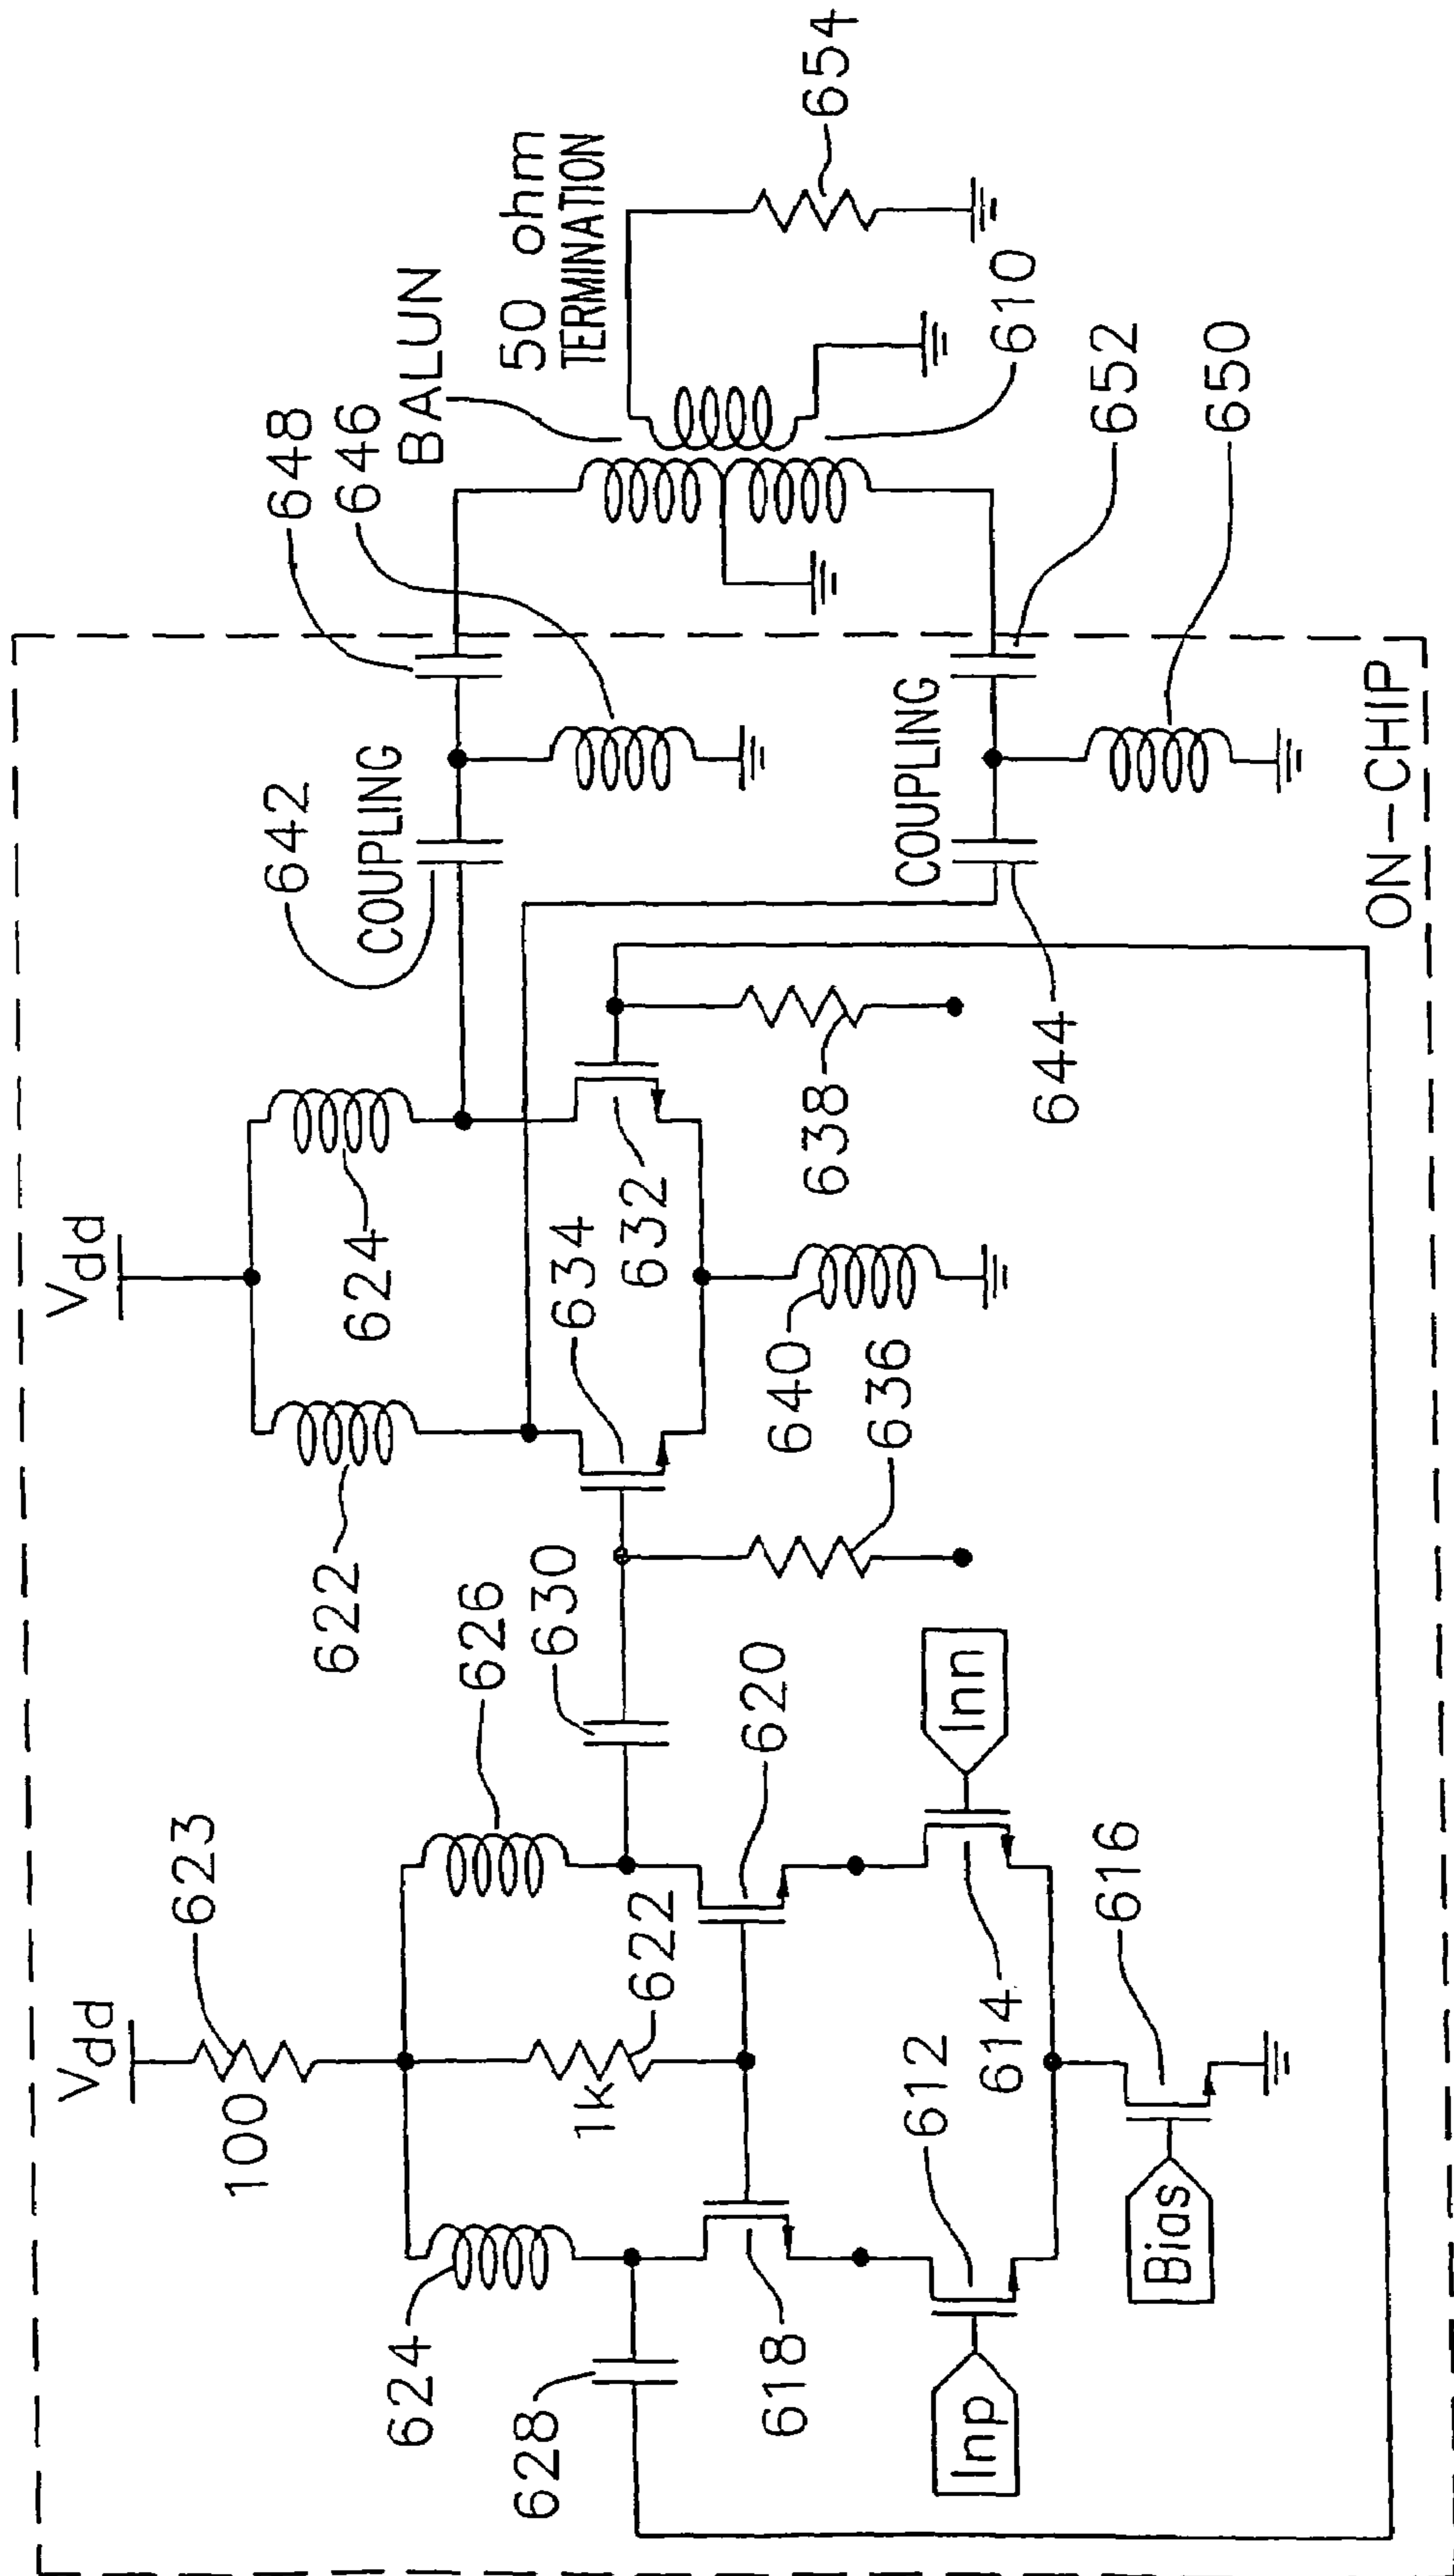 Vdd
100
623
624
1k
622
626
628
618
620
630
Inp
612
614
Inn
Bias
616
Vdd
622
624
634
632
636
640
638
642
COUPLING
648
646
COUPLING
644
652
650
BALUN
50 ohm
TERMINATION
610
654
ON-CHIP